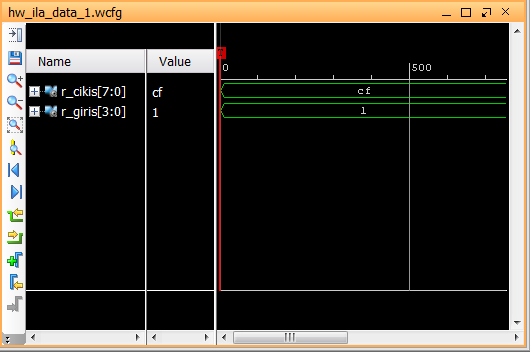 hw_ila_data_1.wcfg
Name Value
0 500
r_cikis[7:0] cf cf
r_giris[3:0] 1 1